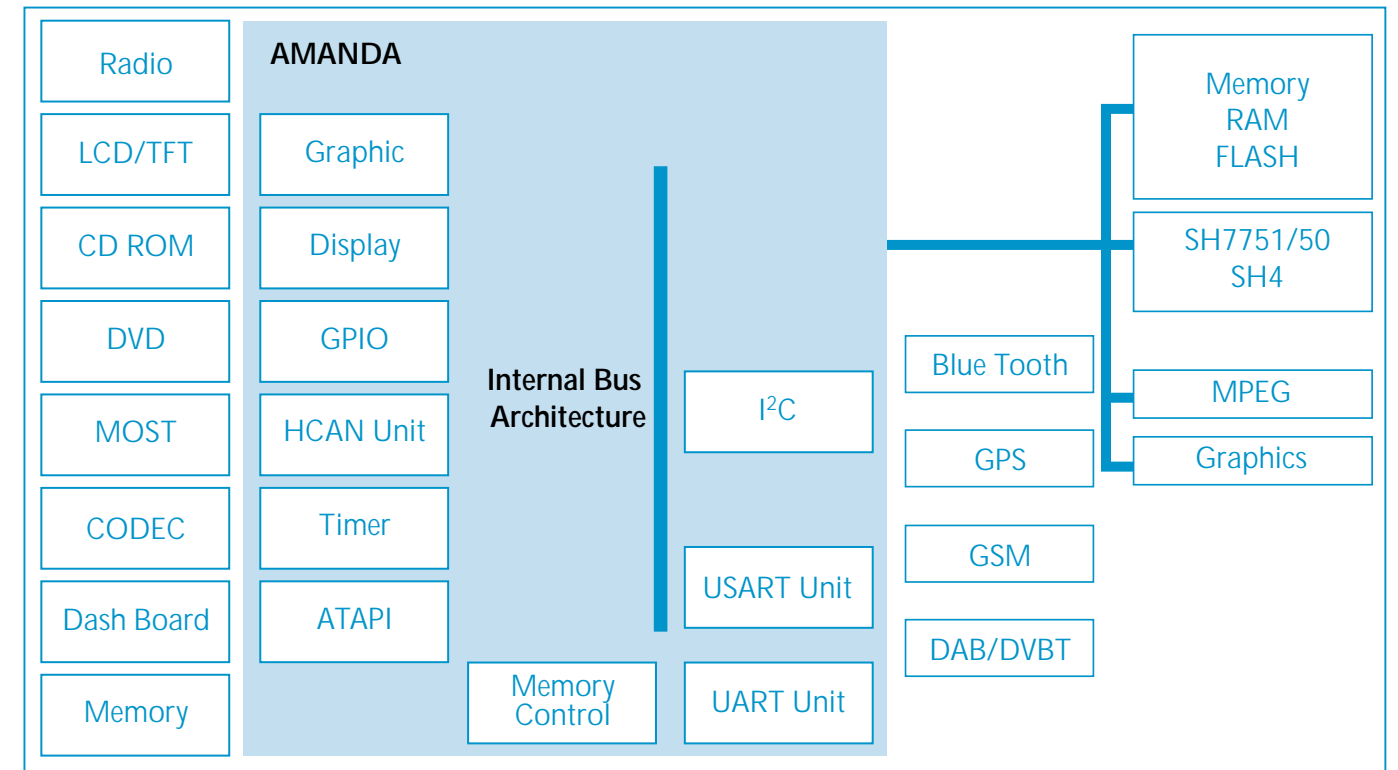 Radio
LCD/TFT
CD ROM
DVD
MOST
CODEC
Dash Board
Memory
AMANDA
Graphic
Display
GPIO
HCAN Unit
Timer
ATAPI
Internal Bus
Architecture
Memory
Control
I²C
USART Unit
UART Unit
Blue Tooth
GPS
GSM
DAB/DVBT
Memory
RAM
FLASH
SH7751/50
SH4
MPEG
Graphics